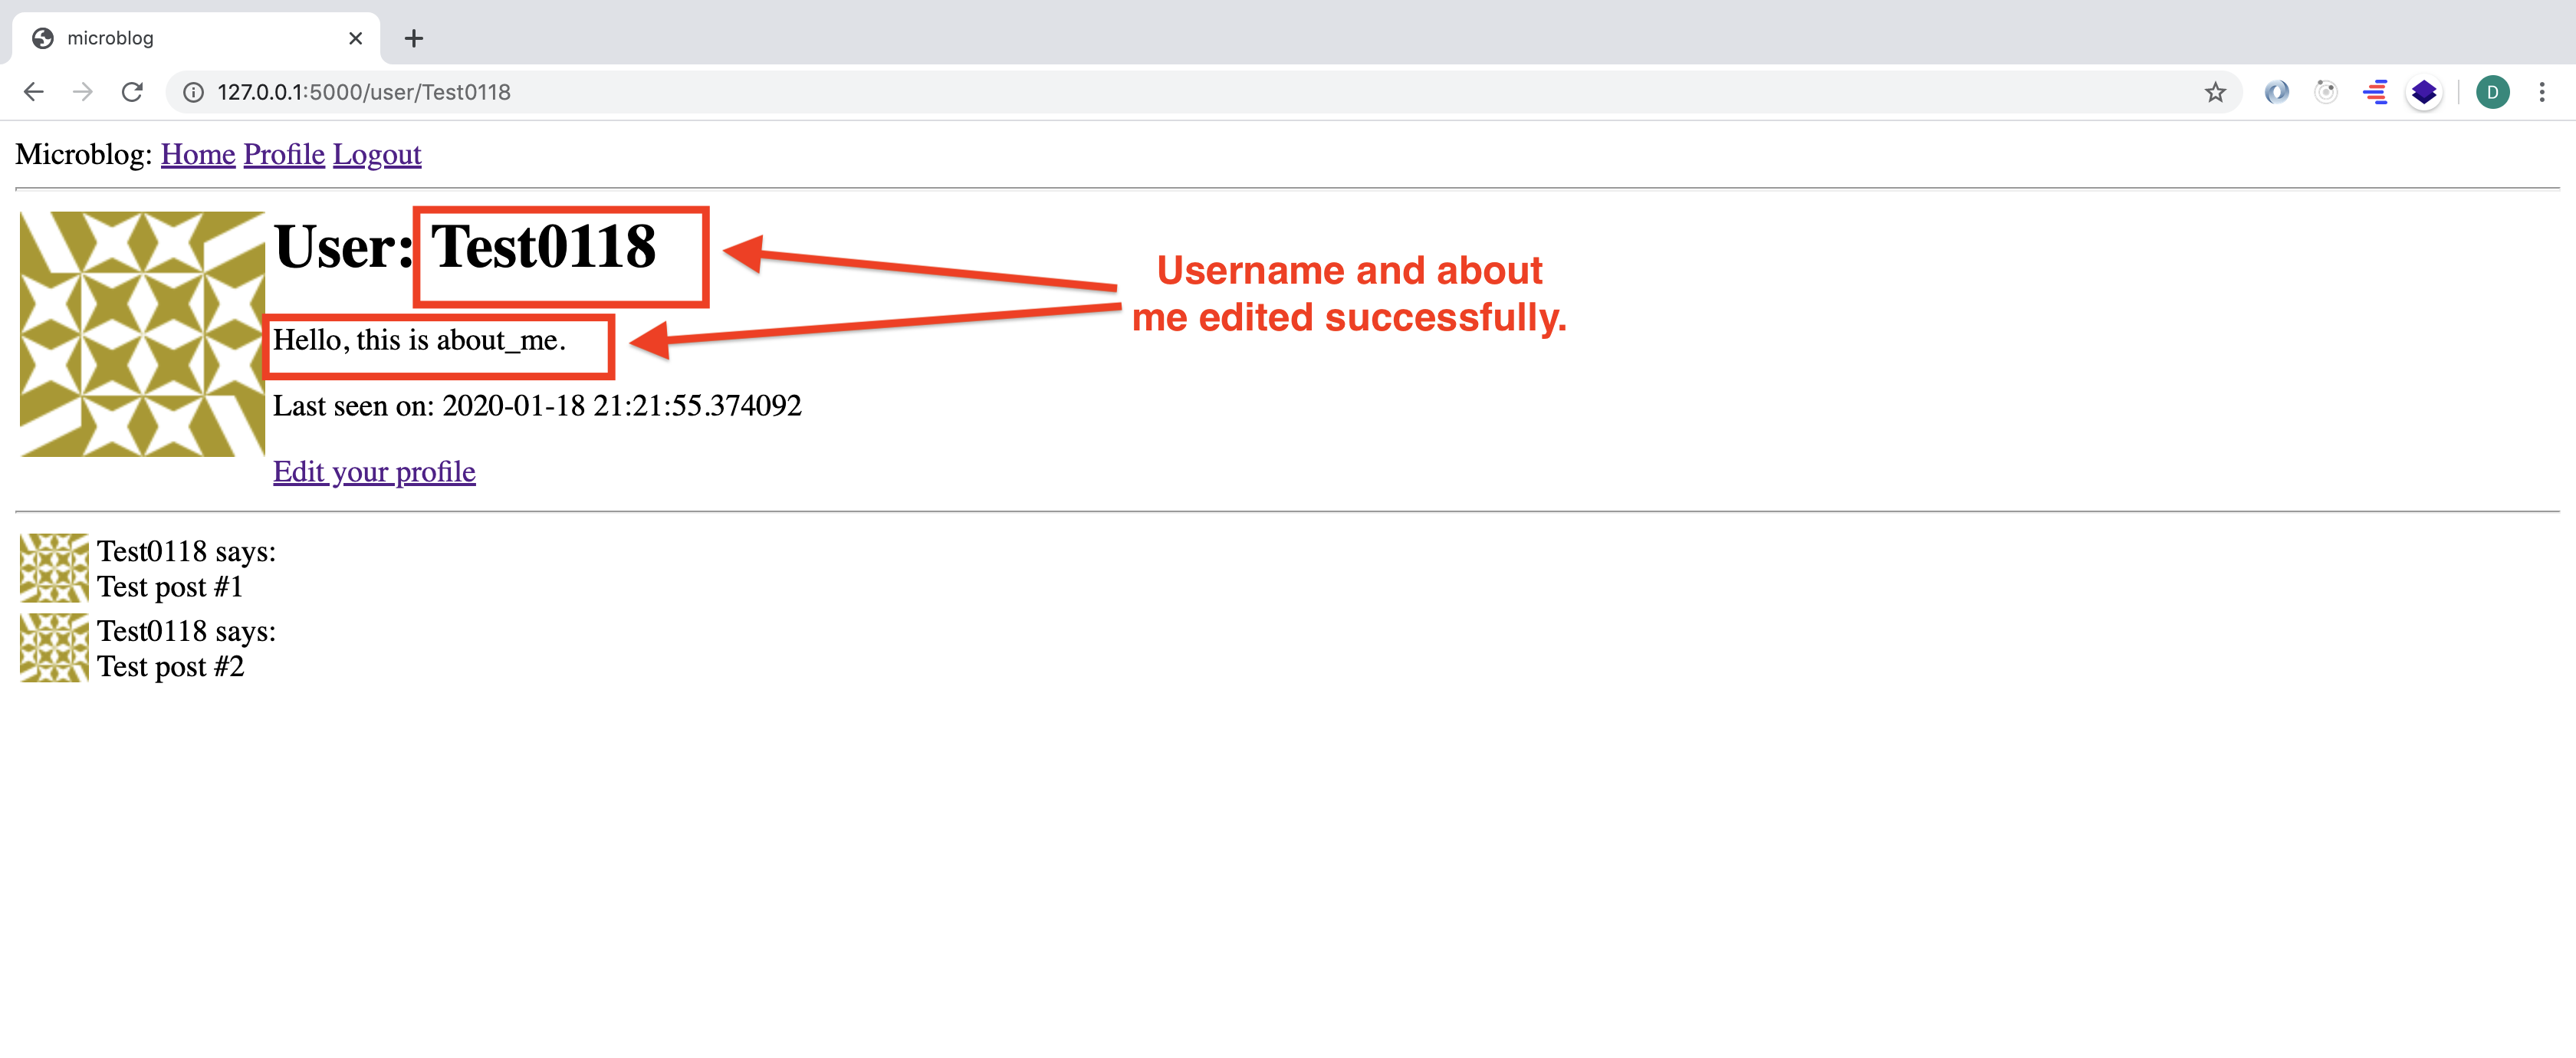 microblog
127.0.0.1:5000/user/Test0118
D
Microblog: Home Profile Logout
User: Test0118
Hello, this is about_me.
Last seen on: 2020-01-18 21:21:55.374092
Edit your profile
Username and about
me edited successfully.
Test0118 says:
Test post #1
Test0118 says:
Test post #2